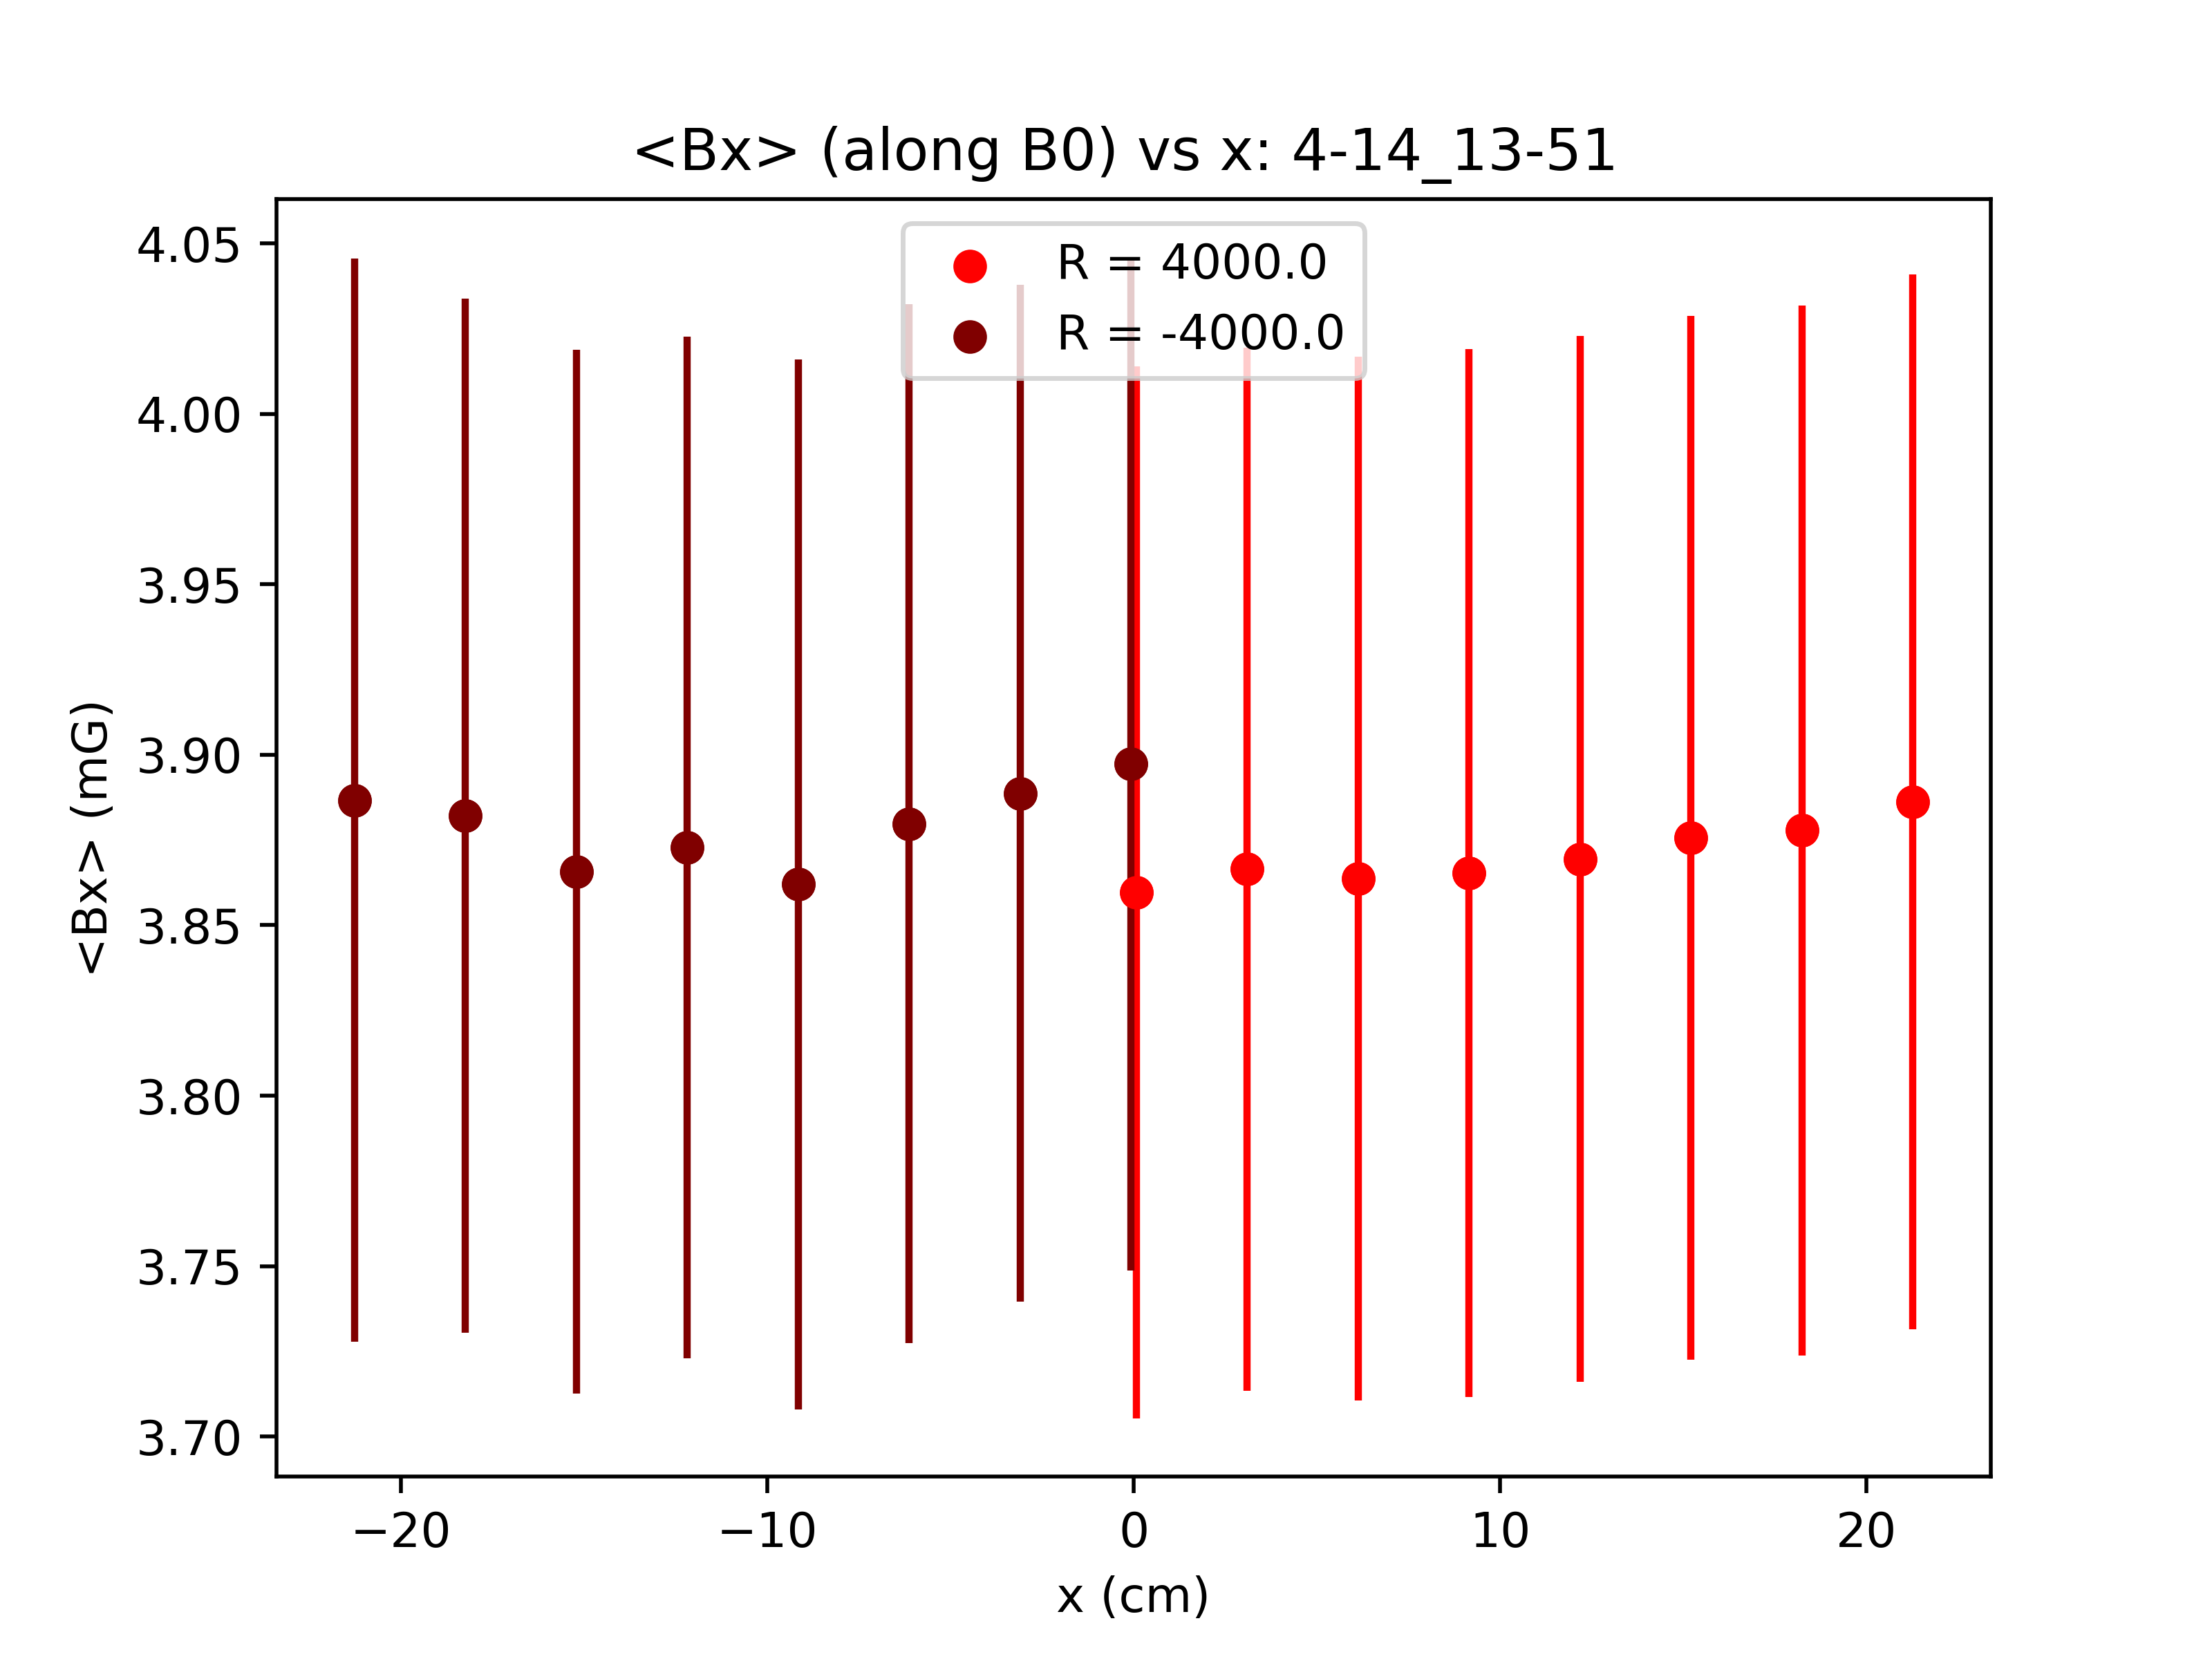 <Bx> (along B0) vs x: 4-14_13-51
R = 4000.0
R = -4000.0
4.05
4.00
3.95
3.90
3.85
3.80
3.75
3.70
<Bx> (mG)
−20
−10
0
10
20
x (cm)